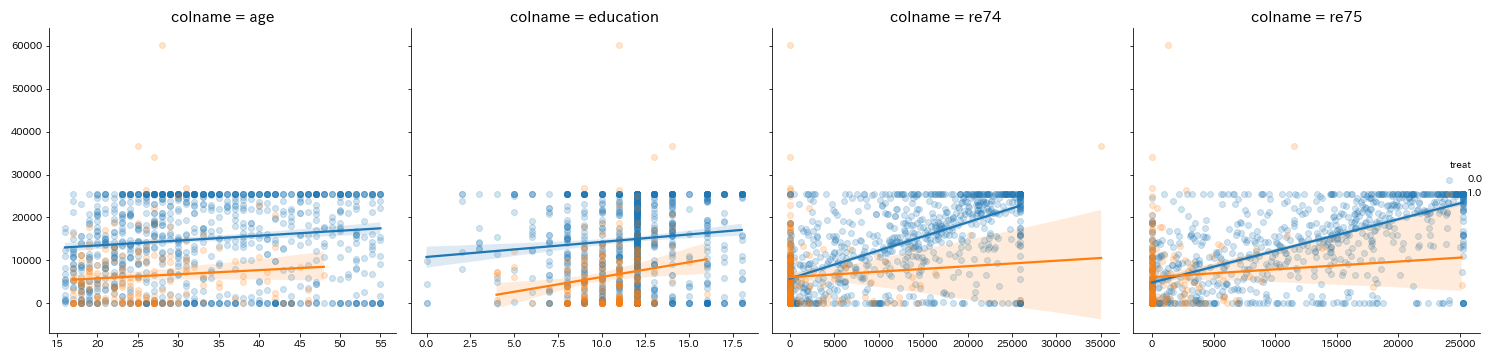 colname = age
colname = education
colname = re74
colname = re75
60000
50000
40000
30000
20000
10000
0
treat
0.0
1.0
15 20 25 30 35 40 45 50 55
0.0 2.5 5.0 7.5 10.0 12.5 15.0 17.5
0 5000 10000 15000 20000 25000 30000 35000
0 5000 10000 15000 20000 25000